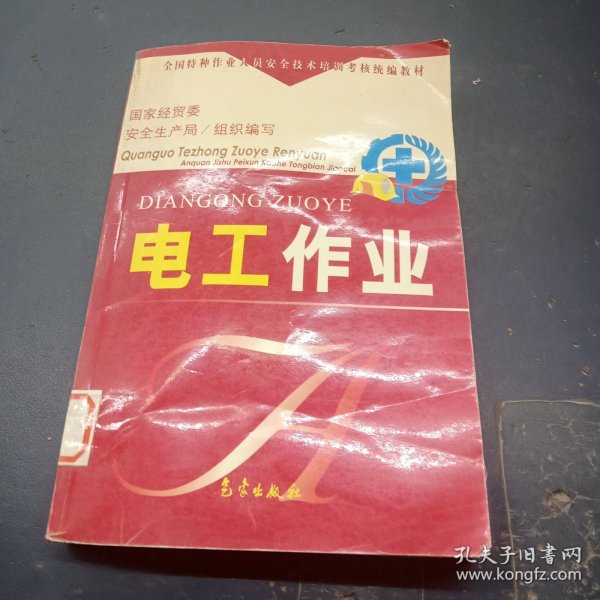 全国特种作业人员安全技术培训考核统编教材
国家经贸委
安全生产局/组织编写
Quanguo Tezhong Zuoye Renyuan
Anquan Jishu Peixun Kaohe Tongbian Jiaocai
DIANGONG ZUOYE
电工作业
A
气象出版社
孔夫子旧书网
www.kongfz.com